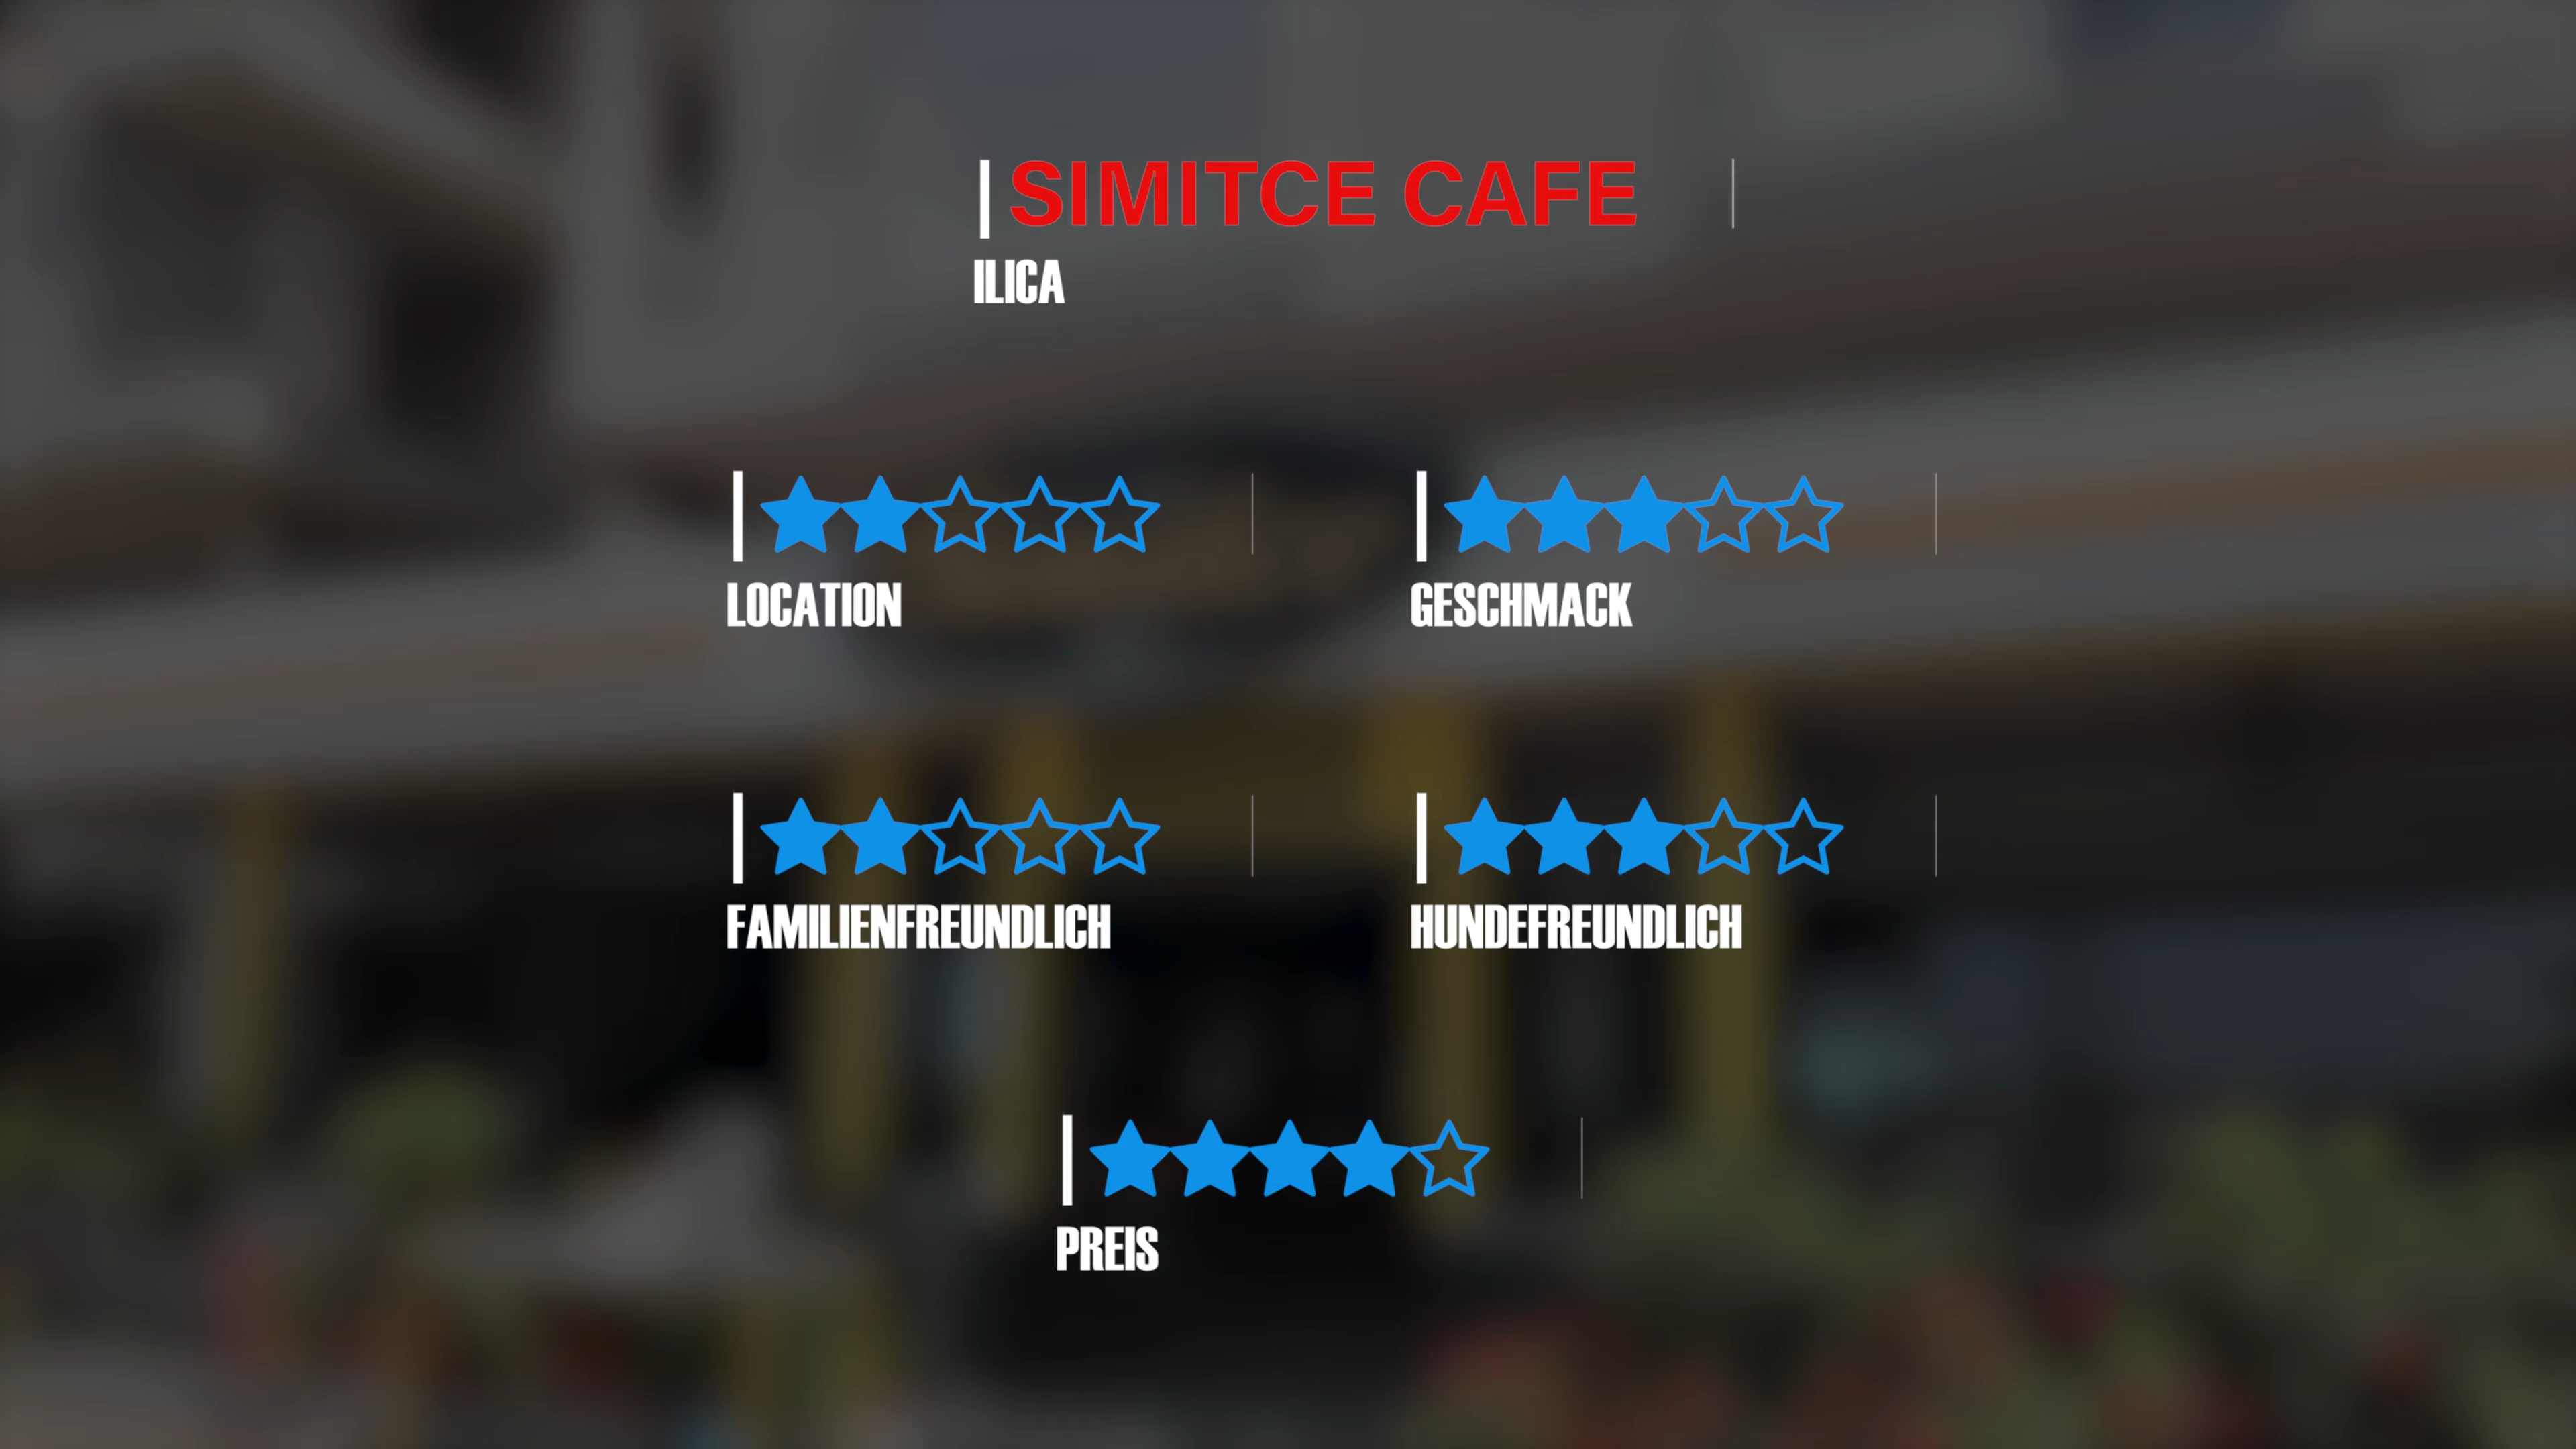 SIMITCE CAFE
ILICA
LOCATION
GESCHMACK
FAMILIENFREUNDLICH
HUNDEFREUNDLICH
PREIS